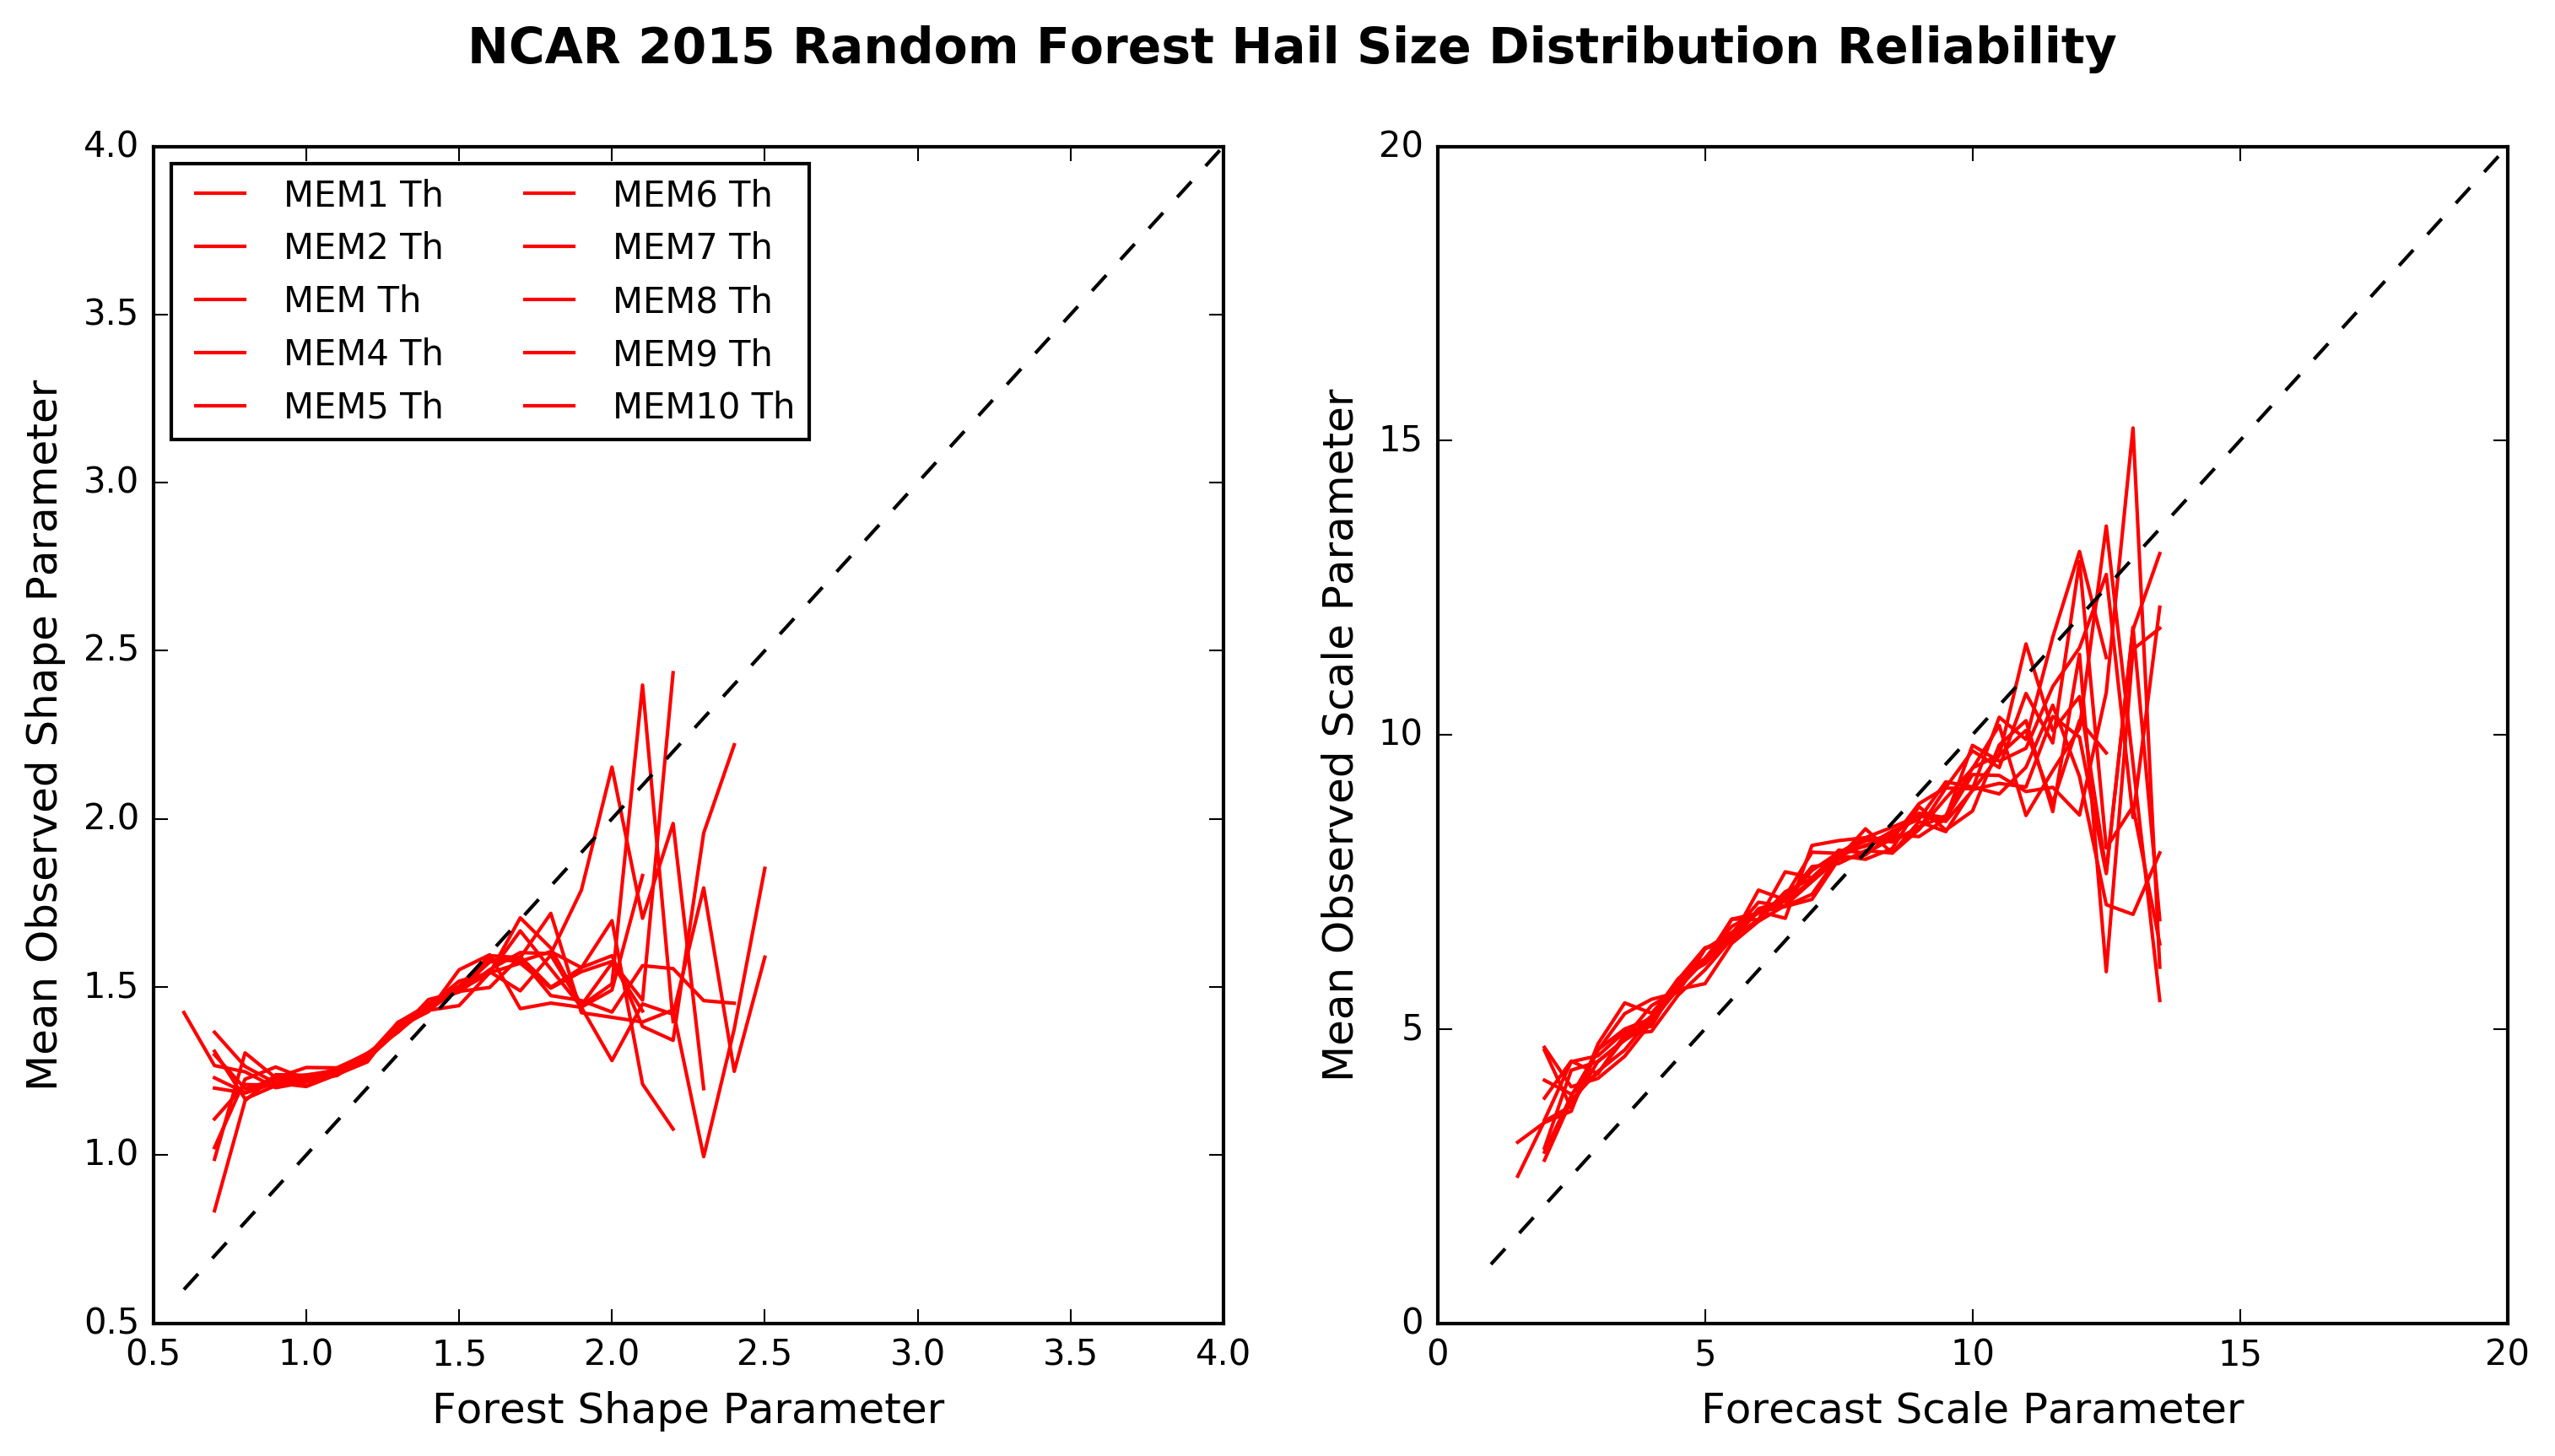 NCAR 2015 Random Forest Hail Size Distribution Reliability
Mean Observed Shape Parameter
4.0
3.5
3.0
2.5
2.0
1.5
1.0
0.5
MEM1 Th
MEM2 Th
MEM Th
MEM4 Th
MEM5 Th
MEM6 Th
MEM7 Th
MEM8 Th
MEM9 Th
MEM10 Th
0.5 1.0 1.5 2.0 2.5 3.0 3.5 4.0
Forest Shape Parameter
Mean Observed Scale Parameter
20
15
10
5
0
0 5 10 15 20
Forecast Scale Parameter